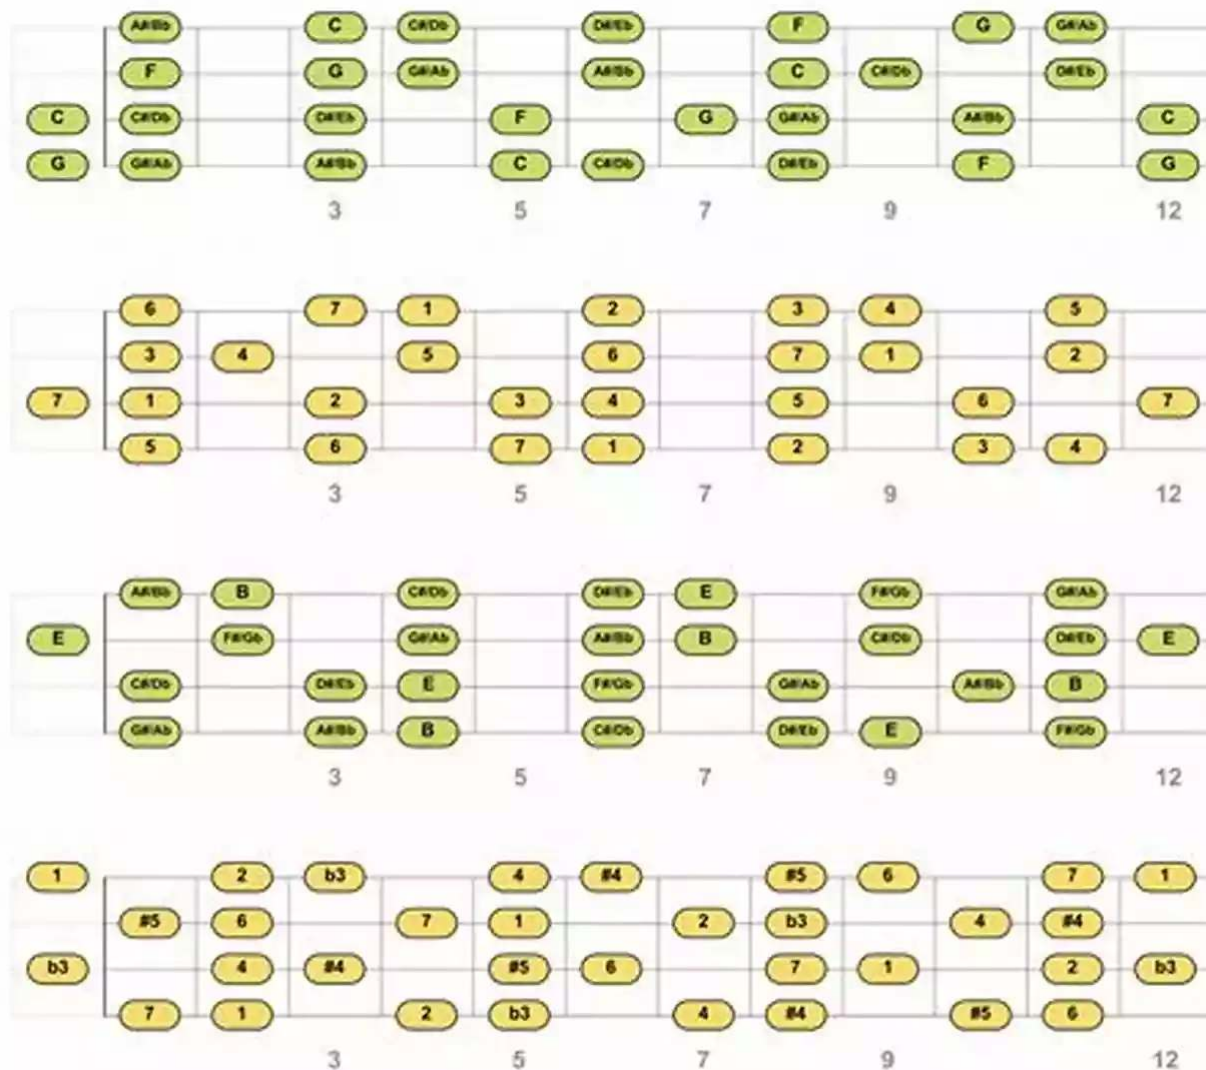 A#/Bb C C#/Db D#/Eb F G G#/Ab
F G G#/Ab A#/Bb C C#/Db D#/Eb
C C#/Db D#/Eb F G G#/Ab A#/Bb C
G G#/Ab A#/Bb C C#/Db D#/Eb F G
3 5 7 9 12
6 7 1 2 3 4 5
3 4 5 6 7 1 2
7 1 2 3 4 5 6 7
5 6 7 1 2 3 4
3 5 7 9 12
A#/Bb B C#/Db D#/Eb E F#/Gb G#/Ab
E F#/Gb G#/Ab A#/Bb B C#/Db D#/Eb E
C#/Db D#/Eb E F#/Gb G#/Ab A#/Bb B
G#/Ab A#/Bb B C#/Db D#/Eb E F#/Gb
3 5 7 9 12
1 2 b3 4 #4 #5 6 7 1
#5 6 7 1 2 b3 4 #4
b3 4 #4 #5 6 7 1 2 b3
7 1 2 b3 4 #4 #5 6
3 5 7 9 12